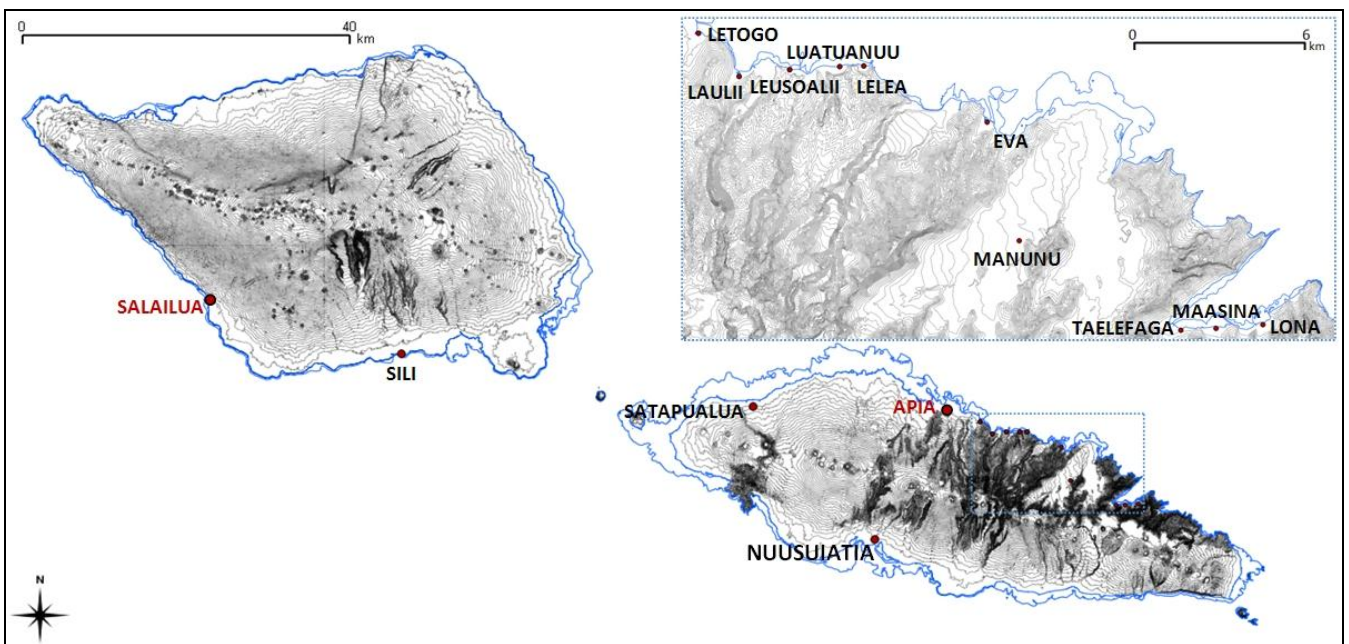 0 40
km
LETOGO
LUATUANUU
0 6
km
LAULII LEUSOALII LELEA
EVA
MANUNU
SALAILUA
MAASINA
TAELEFAGA LONA
SILI
SATAPUALUA APIA
NUUSUIATIA
N